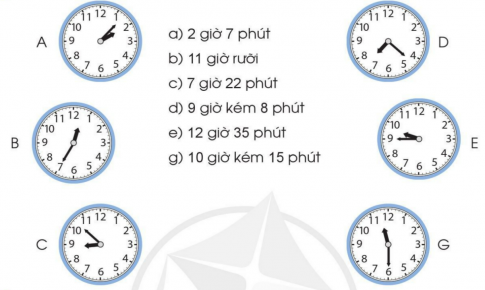 A
a) 2 giờ 7 phút
D
b) 11 giờ rưỡi
c) 7 giờ 22 phút
B
d) 9 giờ kém 8 phút
E
e) 12 giờ 35 phút
g) 10 giờ kém 15 phút
C
G
12 1 2 3 4 5 6 7 8 9 10 11
12 1 2 3 4 5 6 7 8 9 10 11
12 1 2 3 4 5 6 7 8 9 10 11
12 1 2 3 4 5 6 7 8 9 10 11
12 1 2 3 4 5 6 7 8 9 10 11
12 1 2 3 4 5 6 7 8 9 10 11